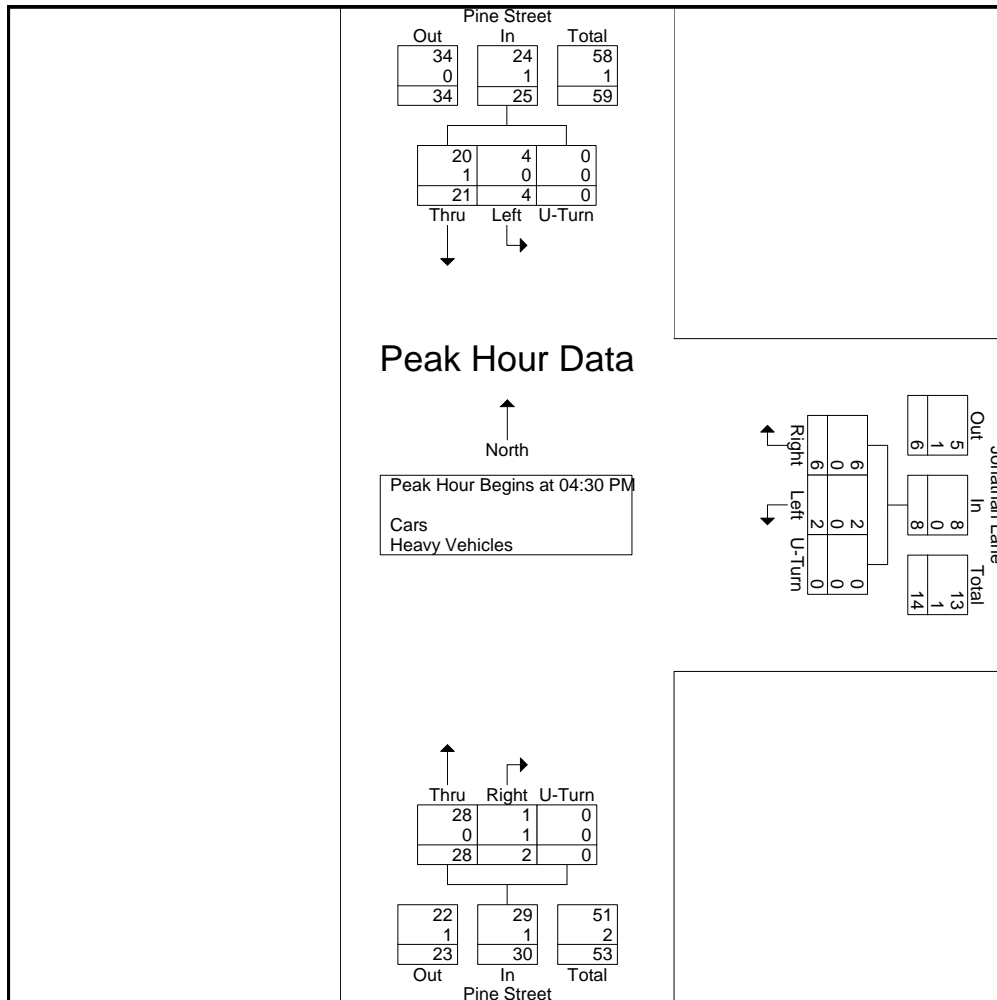 Pine Street
Out In Total
34 24 58
0 1 1
34 25 59
20 4 0
1 0 0
21 4 0
Thru Left U-Turn
Peak Hour Data
North
Peak Hour Begins at 04:30 PM
Cars
Heavy Vehicles
Jonathan Lane
Out In Total
5 8 13
1 0 1
6 8 14
6 2 0
0 0 0
6 2 0
Right Left U-Turn
Thru Right U-Turn
28 1 0
0 1 0
28 2 0
22 29 51
1 1 2
23 30 53
Out In Total
Pine Street